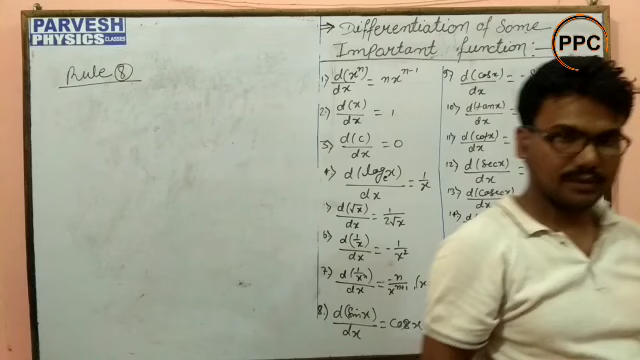 PARVESH
PHYSICS CLASSES
Rule 8
⇒ Differentiation of Some
Important function:—
PPC
1) d(xⁿ)/dx = nxⁿ⁻¹
2) d(x)/dx = 1
3) d(c)/dx = 0
4) d(logₑx)/dx = 1/x
5) d(√x)/dx = 1/2√x
6) d(1/x)/dx = -1/x²
7) d(1/xⁿ)/dx = -n/xⁿ⁺¹
8) d(sinx)/dx = cosx
9) d(cosx)/dx = -
10) d(tanx)/dx =
11) d(cotx)/dx =
12) d(secx)/dx =
13) d(cosecx)/dx
14) d(